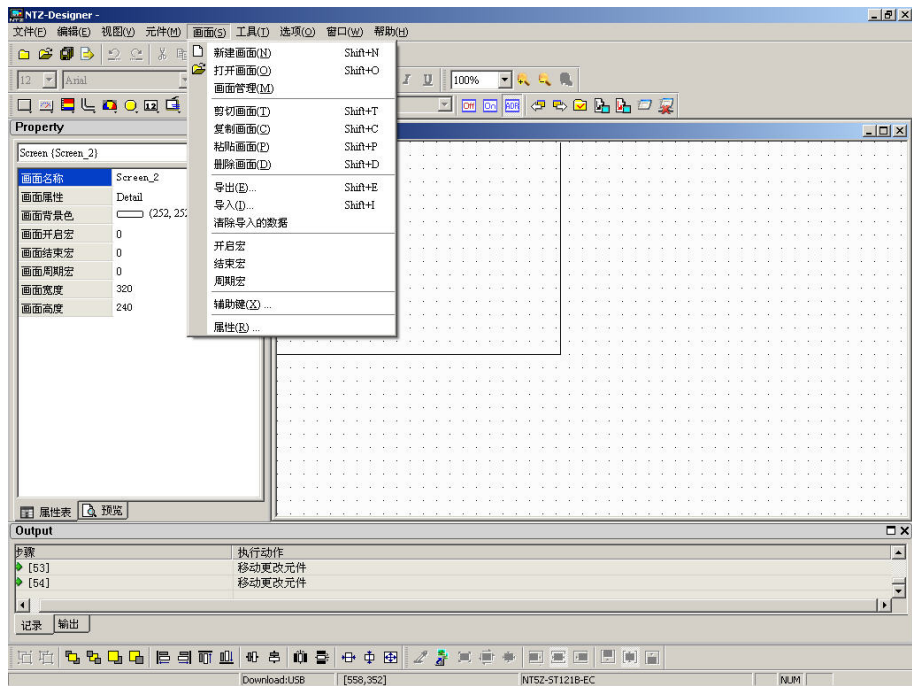 NTZ-Designer -
文件(F) 编辑(E) 视图(V) 元件(M) 画面(S) 工具(T) 选项(O) 窗口(W) 帮助(H)
新建画面(N) Shift+N
打开画面(O) Shift+O
画面管理(M)
剪切画面(T) Shift+T
复制画面(C) Shift+C
粘贴画面(P) Shift+P
删除画面(D) Shift+D
导出(E)... Shift+E
导入(I)... Shift+I
清除导入的数据
开启宏
结束宏
周期宏
辅助键(X) ...
属性(R) ...
12 Arial I U 100%
12 Off On ADR
Property
Screen {Screen_2}
画面名称 Screen_2
画面属性 Detail
画面背景色 (252, 252
画面开启宏 0
画面结束宏 0
画面周期宏 0
画面宽度 320
画面高度 240
属性表 预览
Output
步骤 执行动作
[53] 移动更改元件
[54] 移动更改元件
记录 输出
Download:USB [558,352] NT5Z-ST121B-EC NUM